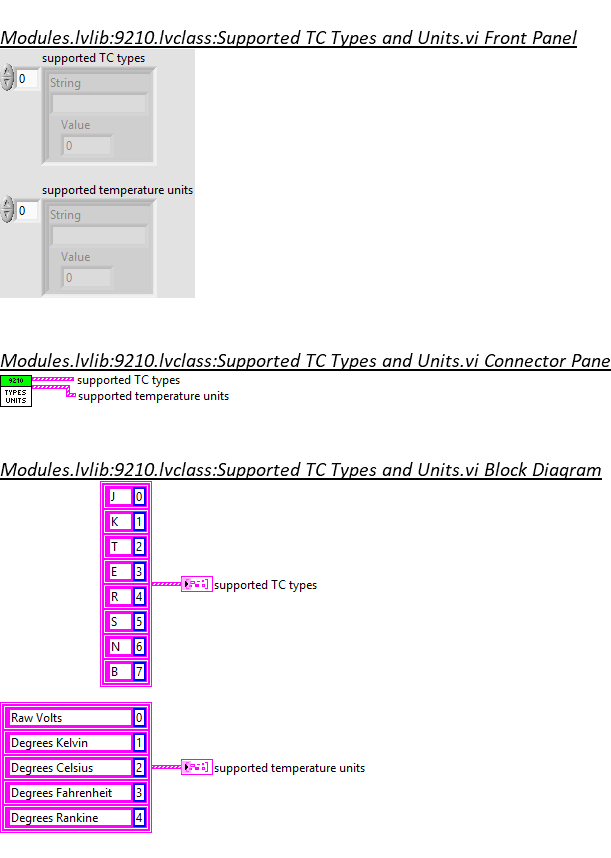 Modules.lvlib:9210.lvclass:Supported TC Types and Units.vi Front Panel
supported TC types
0
String
Value
0
supported temperature units
0
String
Value
0
Modules.lvlib:9210.lvclass:Supported TC Types and Units.vi Connector Pane
9210
TYPES
UNITS
supported TC types
supported temperature units
Modules.lvlib:9210.lvclass:Supported TC Types and Units.vi Block Diagram
J 0
K 1
T 2
E 3
R 4
S 5
N 6
B 7
supported TC types
Raw Volts 0
Degrees Kelvin 1
Degrees Celsius 2
Degrees Fahrenheit 3
Degrees Rankine 4
supported temperature units